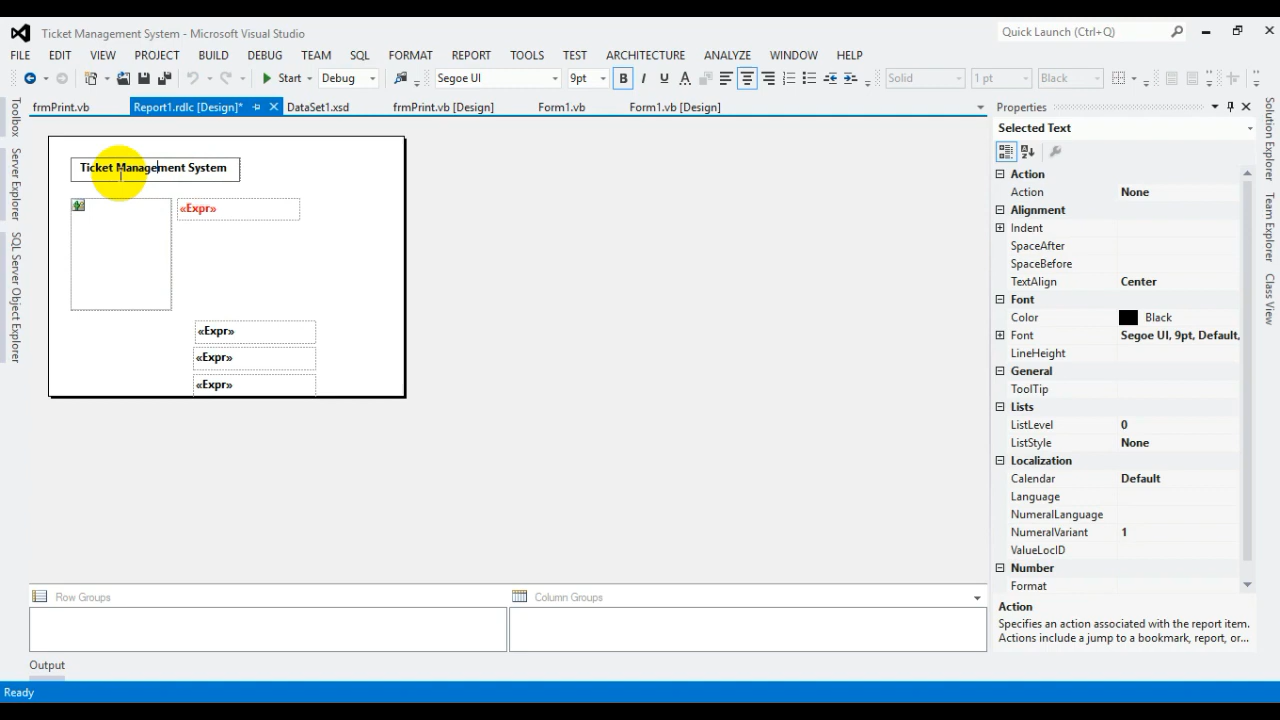 Ticket Management System - Microsoft Visual Studio
Quick Launch (Ctrl+Q)
FILE EDIT VIEW PROJECT BUILD DEBUG TEAM SQL FORMAT REPORT TOOLS TEST ARCHITECTURE ANALYZE WINDOW HELP
Start Debug Segoe UI 9pt B I U A Solid 1 pt Black
frmPrint.vb Report1.rdlc [Design]* DataSet1.xsd frmPrint.vb [Design] Form1.vb Form1.vb [Design]
Toolbox
Server Explorer
SQL Server Object Explorer
Ticket Management System
«Expr»
«Expr»
«Expr»
«Expr»
Row Groups
Column Groups
Output
Ready
Properties
Selected Text
Action
Action None
Alignment
Indent
SpaceAfter
SpaceBefore
TextAlign Center
Font
Color Black
Font Segoe UI, 9pt, Default,
LineHeight
General
ToolTip
Lists
ListLevel 0
ListStyle None
Localization
Calendar Default
Language
NumeralLanguage
NumeralVariant 1
ValueLocID
Number
Format
Action
Specifies an action associated with the report item.
Actions include a jump to a bookmark, report, or...
Solution Explorer
Team Explorer
Class View